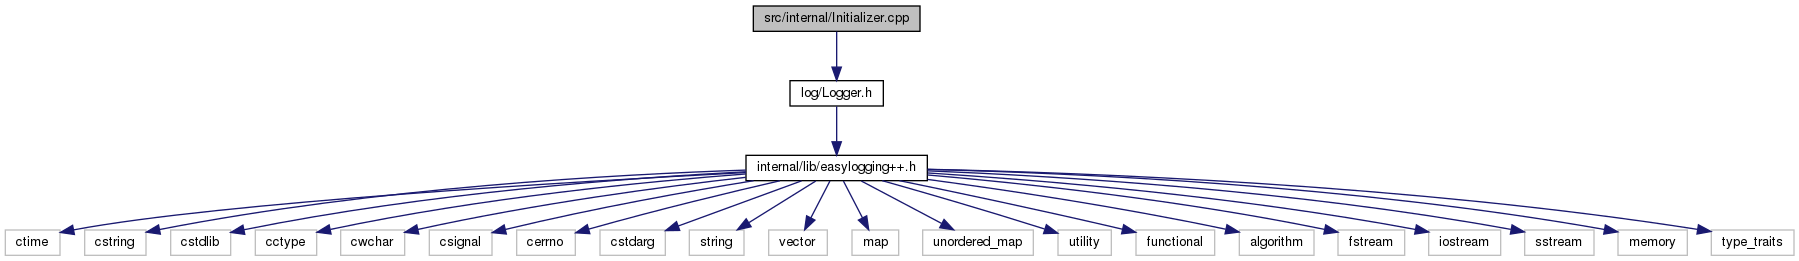 src/internal/Initializer.cpp
log/Logger.h
internal/lib/easylogging++.h
ctime
cstring
cstdlib
cctype
cwchar
csignal
cerrno
cstdarg
string
vector
map
unordered_map
utility
functional
algorithm
fstream
iostream
sstream
memory
type_traits